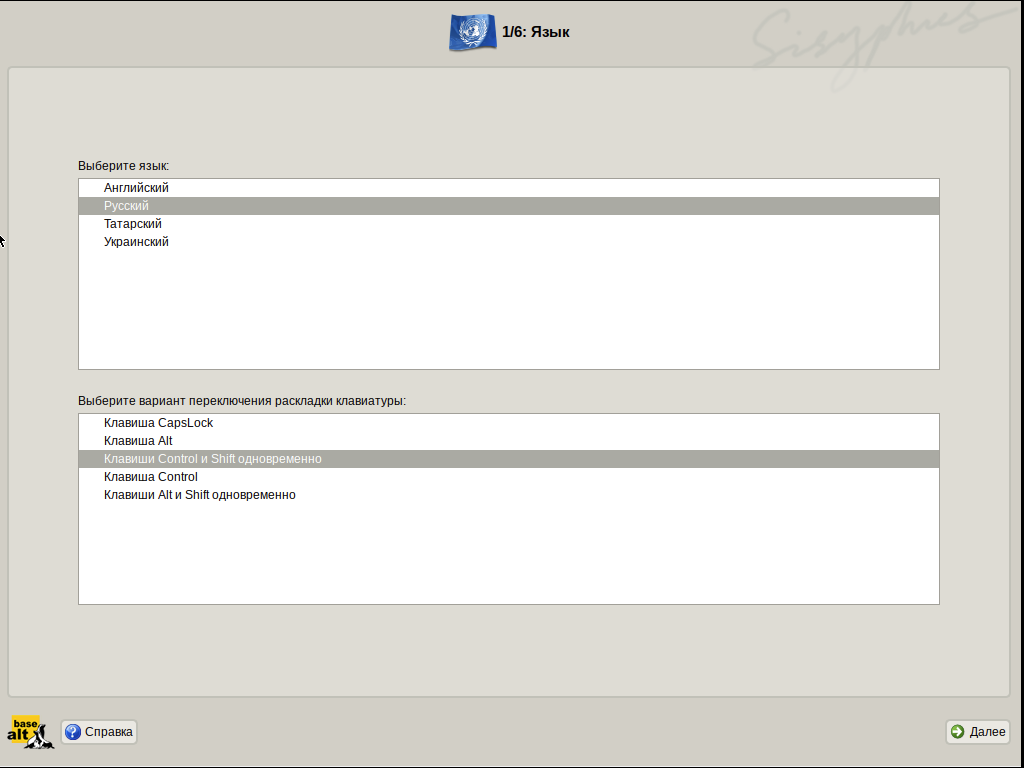 1/6: Язык
Sisyphus
Выберите язык:
Английский
Русский
Татарский
Украинский
Выберите вариант переключения раскладки клавиатуры:
Клавиша CapsLock
Клавиша Alt
Клавиши Control и Shift одновременно
Клавиша Control
Клавиши Alt и Shift одновременно
base
alt
Справка
Далее